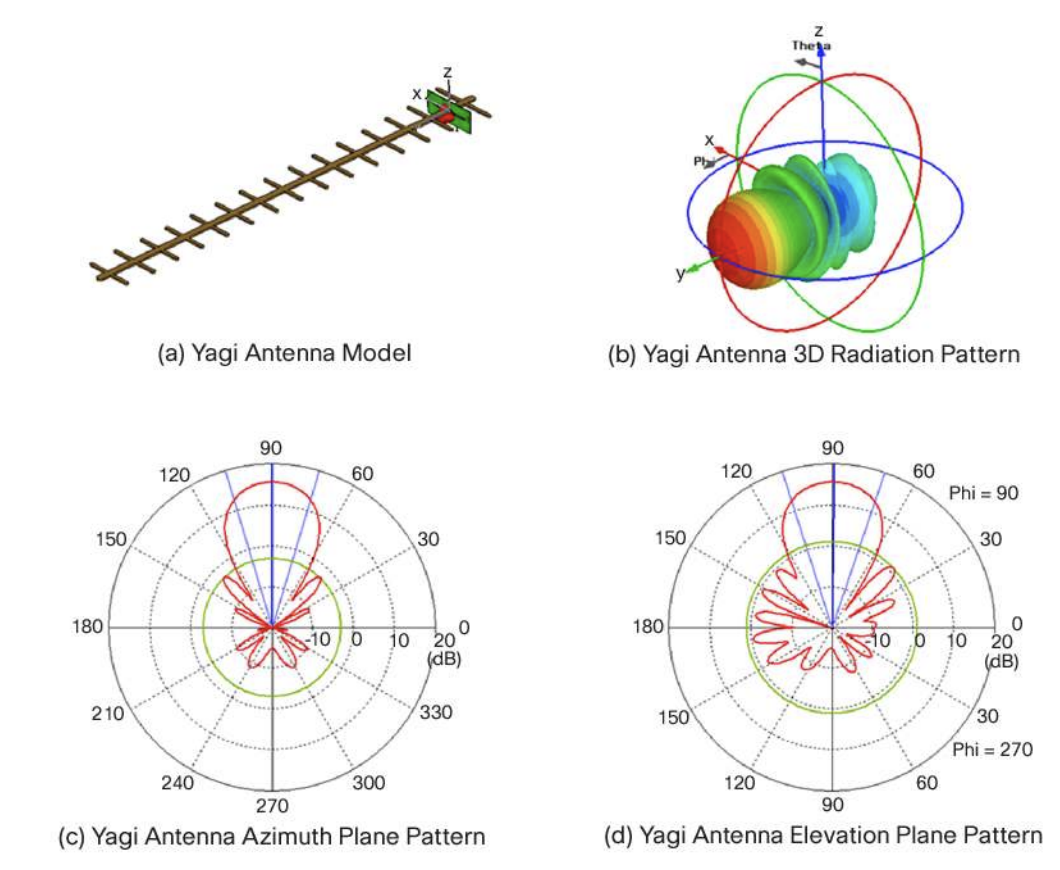 Z
X
(a) Yagi Antenna Model
Z
Theta
X
Phi
y
(b) Yagi Antenna 3D Radiation Pattern
90
120
60
150
30
180
-10
0
10
20
0
(dB)
210
330
240
300
270
(c) Yagi Antenna Azimuth Plane Pattern
90
120
60
Phi = 90
150
30
180
-10
0
10
20
0
(dB)
150
30
Phi = 270
120
60
90
(d) Yagi Antenna Elevation Plane Pattern